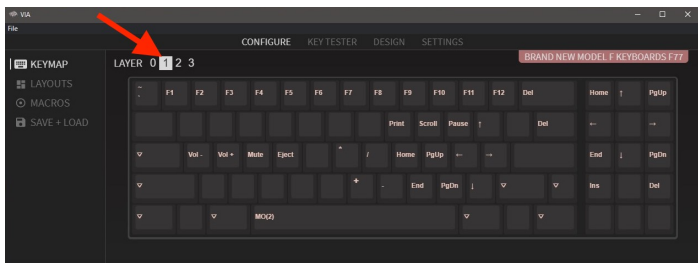 VIA
File
CONFIGURE KEY TESTER DESIGN SETTINGS
BRAND NEW MODEL F KEYBOARDS F77
KEYMAP
LAYOUTS
MACROS
SAVE + LOAD
LAYER 0 1 2 3
F1 F2 F3 F4 F5 F6 F7 F8 F9 F10 F11 F12 Del Home ↑ PgUp
Print Scroll Pause ↑ Del ← →
▽ Vol - Vol + Mute Eject * / Home PgUp ← → End ↓ PgDn
▽ + - End PgDn ↓ ▽ ▽ Ins Del
▽ ▽ MO(2) ▽ ▽